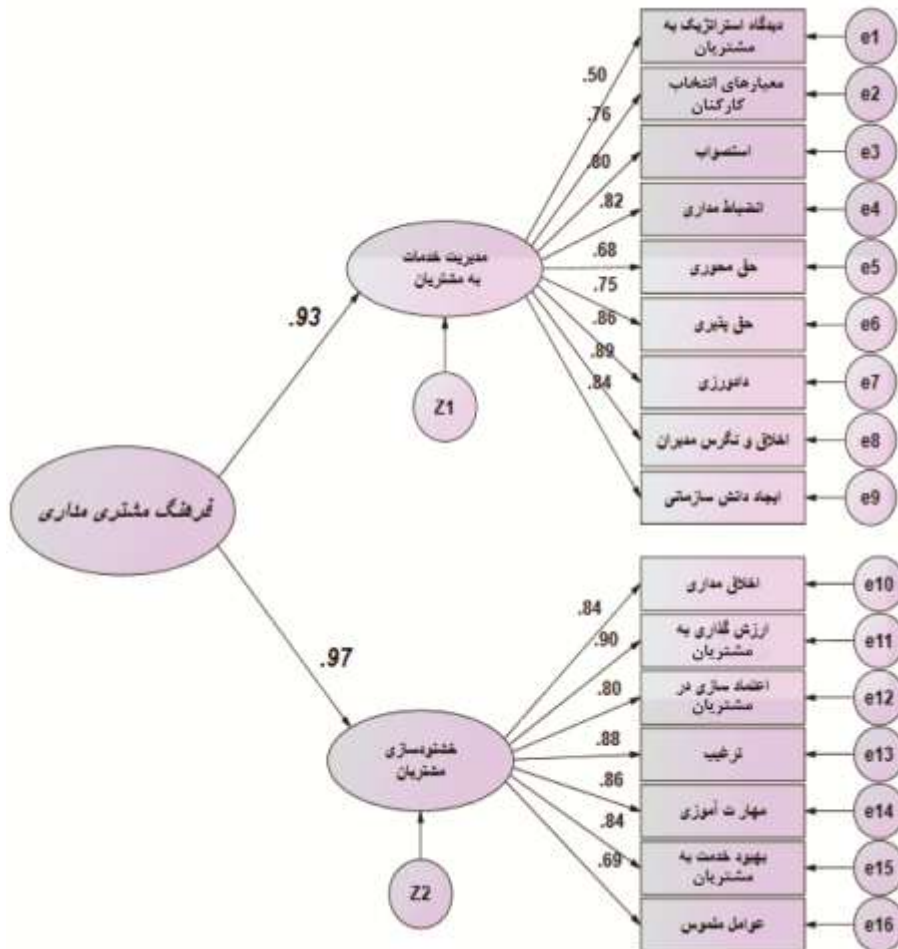 دیدگاه استراتژیک به
مشتریان
e1
.50
معیارهای انتخاب
کارکنان
e2
.76
استصواب
e3
.80
انضباط مداری
e4
.82
حق محوری
e5
.68
حق پذیری
e6
.75
دادورزی
e7
.86
اخلاق و نگرس مدیران
e8
.89
ایجاد دانش سازمانی
e9
.84
مدیریت خدمات
به مشتریان
Z1
.93
فرهنگ مشتری مداری
.97
اخلاق مداری
e10
.84
ارزش گذاری به
مشتریان
e11
.90
اعتماد سازی در
مشتریان
e12
.80
ترغیب
e13
.88
مهارت آموزی
e14
.86
بهبود خدمت به
مشتریان
e15
.84
عوامل ملموس
e16
.69
خشنودسازی
مشتریان
Z2